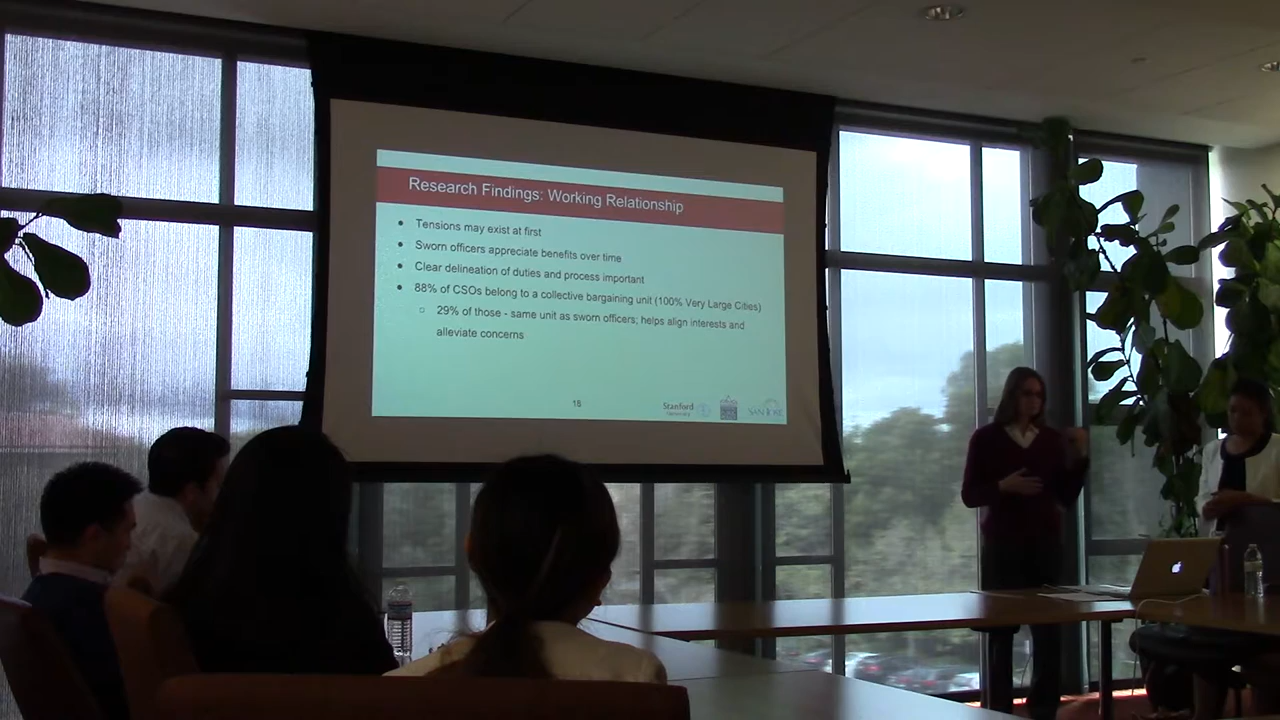 Research Findings: Working Relationship
● Tensions may exist at first
● Sworn officers appreciate benefits over time
● Clear delineation of duties and process important
● 88% of CSOs belong to a collective bargaining unit (100% Very Large Cities)
○ 29% of those - same unit as sworn officers; helps align interests and
alleviate concerns
18
Stanford
University
SAN JOSE